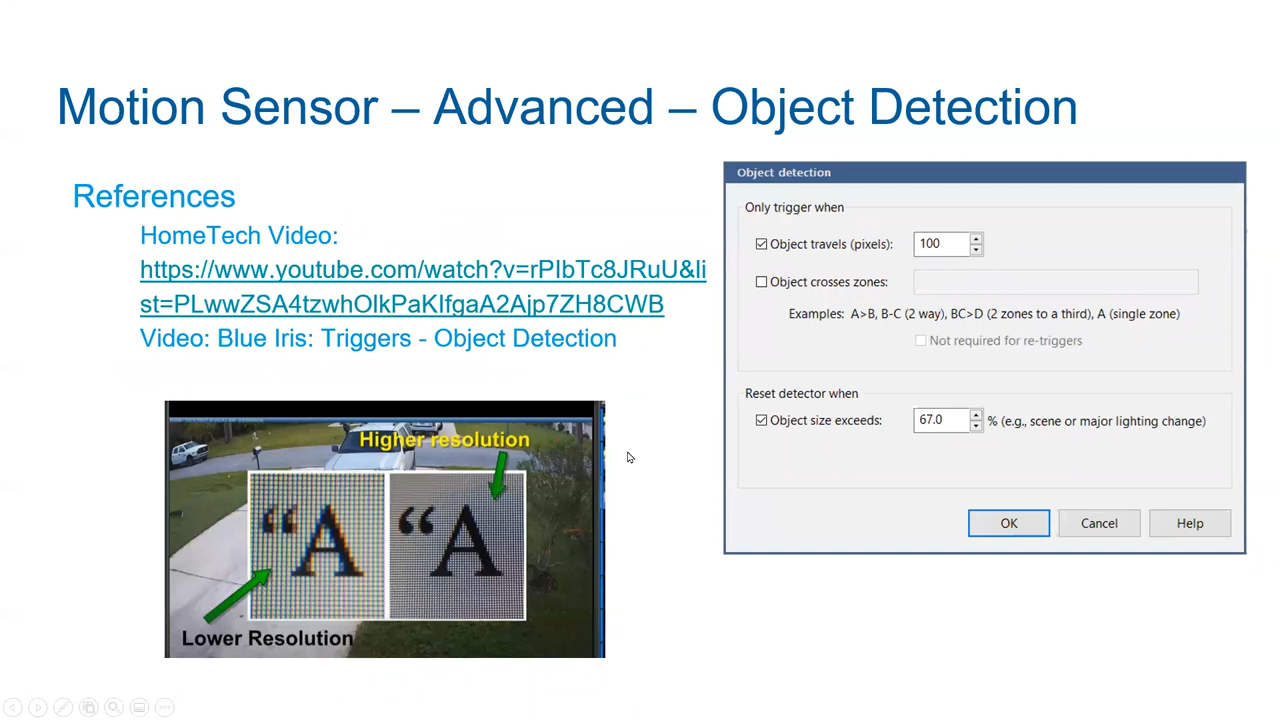 Motion Sensor – Advanced – Object Detection
References
HomeTech Video:
https://www.youtube.com/watch?v=rPIbTc8JRuU&li
st=PLwwZSA4tzwhOlkPaKIfgaA2Ajp7ZH8CWB
Video: Blue Iris: Triggers - Object Detection
Higher resolution
“A
“A
Lower Resolution
Object detection
Only trigger when
Object travels (pixels): 100
Object crosses zones:
Examples: A>B, B-C (2 way), BC>D (2 zones to a third), A (single zone)
Not required for re-triggers
Reset detector when
Object size exceeds: 67.0 % (e.g., scene or major lighting change)
OK Cancel Help